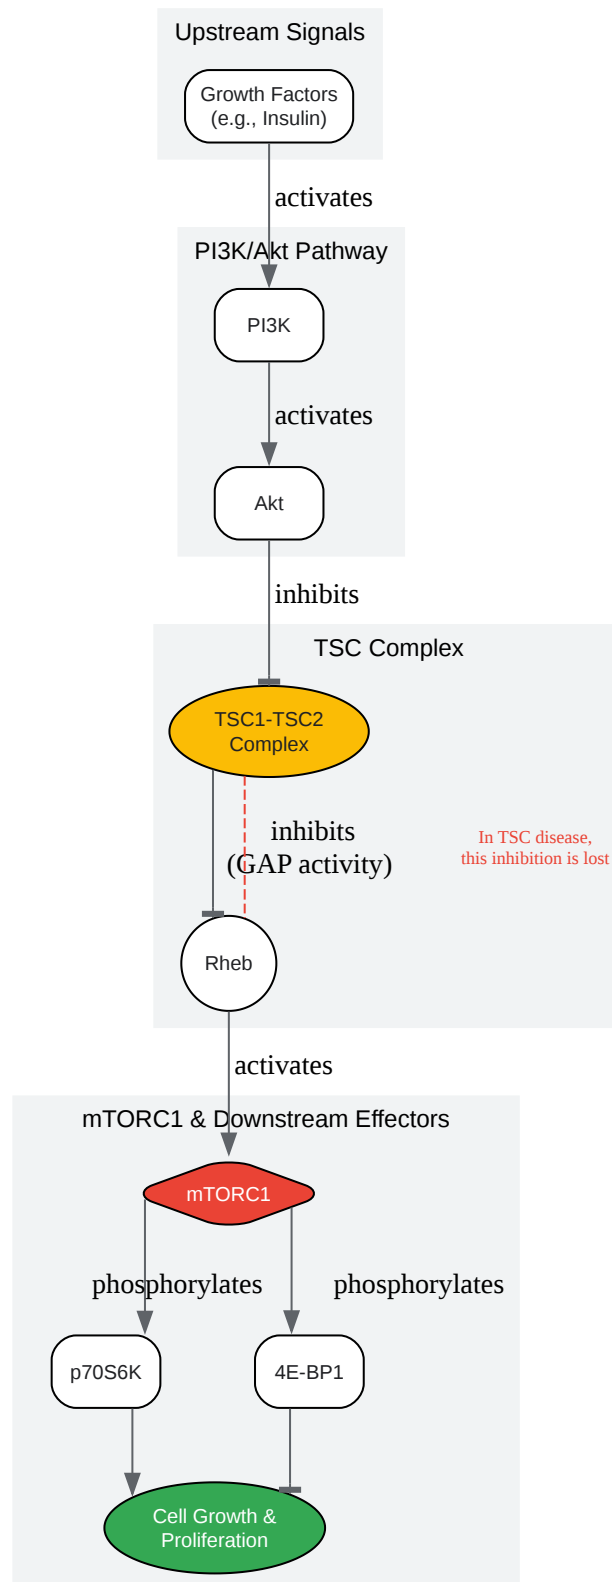 Upstream Signals
Growth Factors
(e.g., Insulin)
activates
PI3K/Akt Pathway
PI3K
activates
Akt
inhibits
TSC Complex
TSC1-TSC2
Complex
inhibits
(GAP activity)
In TSC disease,
this inhibition is lost
Rheb
activates
mTORC1 & Downstream Effectors
mTORC1
phosphorylates
phosphorylates
p70S6K
4E-BP1
Cell Growth &
Proliferation